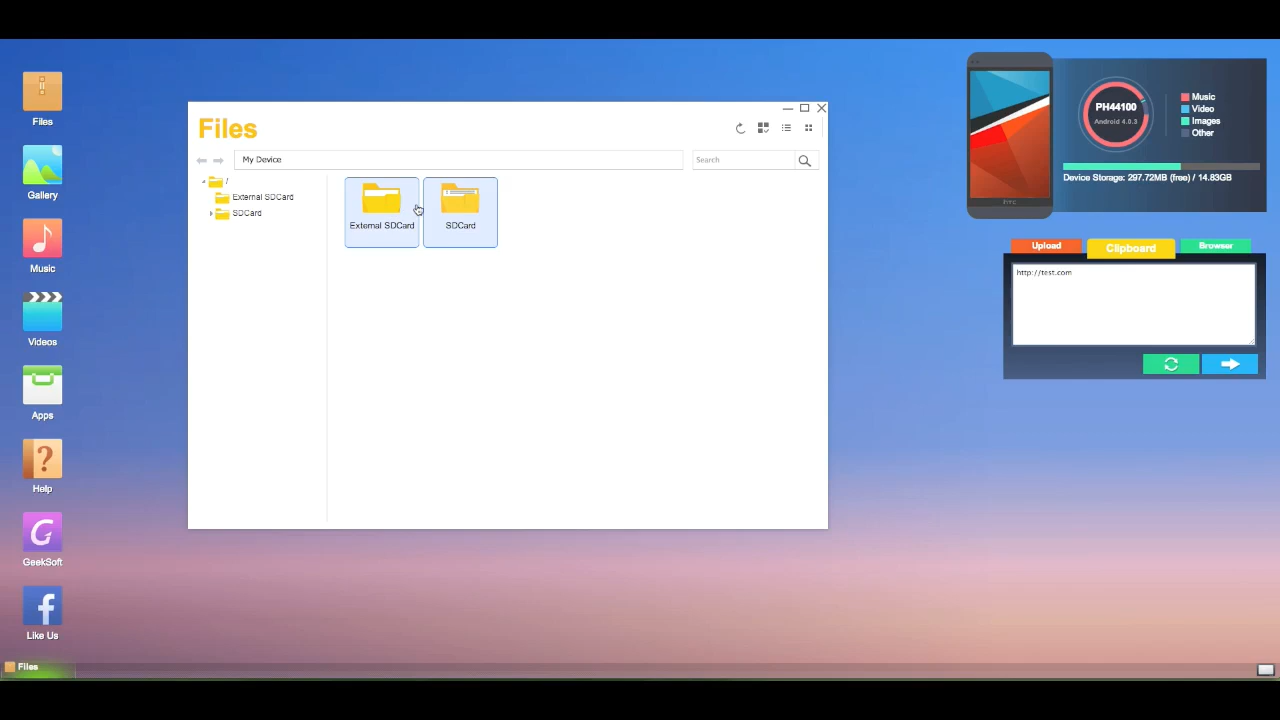 Files
Gallery
Music
Videos
Apps
?
Help
G
GeekSoft
f
Like Us
Files
My Device
Search
/
External SDCard
SDCard
External SDCard
SDCard
hTC
PH44100
Android 4.0.3
Music
Video
Images
Other
Device Storage: 297.72MB (free) / 14.83GB
Upload
Clipboard
Browser
http://test.com
Files